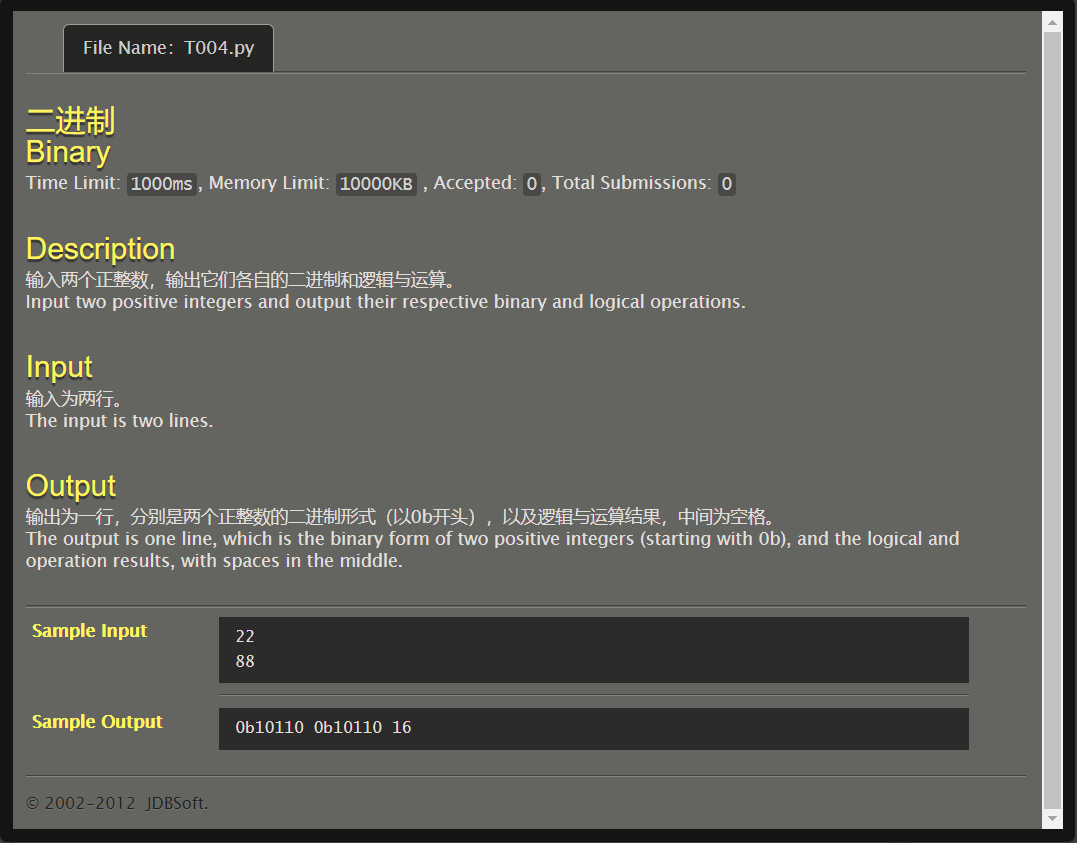 File Name: T004.py
二进制
Binary
Time Limit: 1000ms, Memory Limit: 10000KB , Accepted: 0, Total Submissions: 0
Description
输入两个正整数，输出它们各自的二进制和逻辑与运算。
Input two positive integers and output their respective binary and logical operations.
Input
输入为两行。
The input is two lines.
Output
输出为一行，分别是两个正整数的二进制形式（以0b开头），以及逻辑与运算结果，中间为空格。
The output is one line, which is the binary form of two positive integers (starting with 0b), and the logical and
operation results, with spaces in the middle.
Sample Input
22
88
Sample Output
0b10110 0b10110 16
© 2002-2012 JDBSoft.